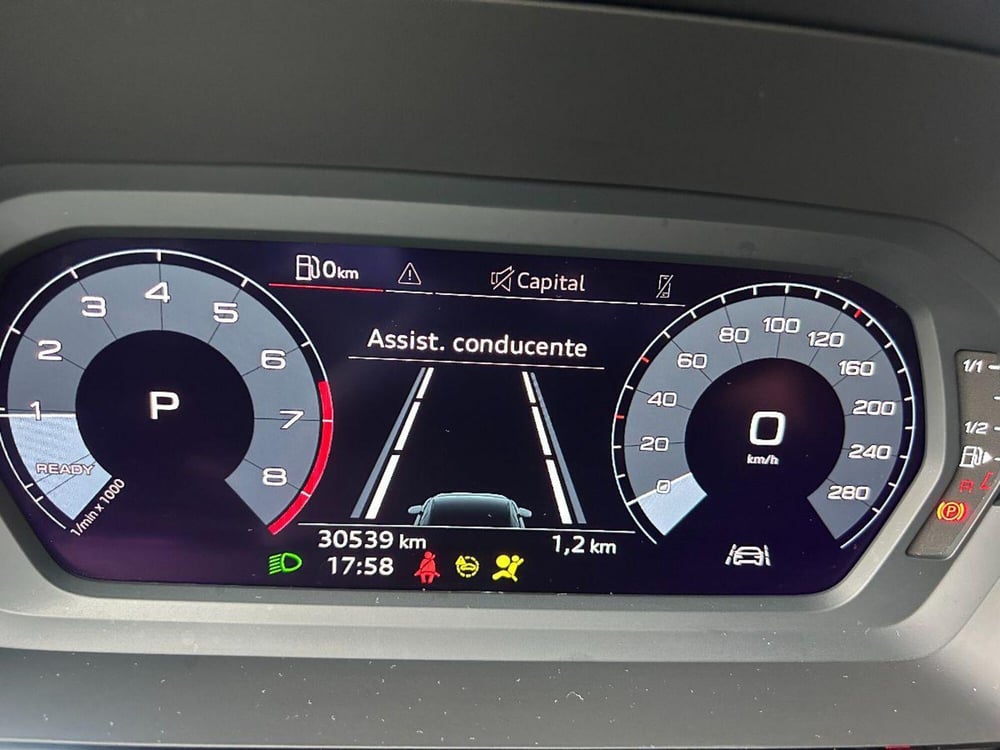 0km
Capital
Assist. conducente
1
2
3
4
5
6
7
8
READY
1/min x 1000
P
0
20
40
60
80
100
120
160
200
240
280
0
km/h
30539 km
1,2 km
17:58
1/1
1/2
P